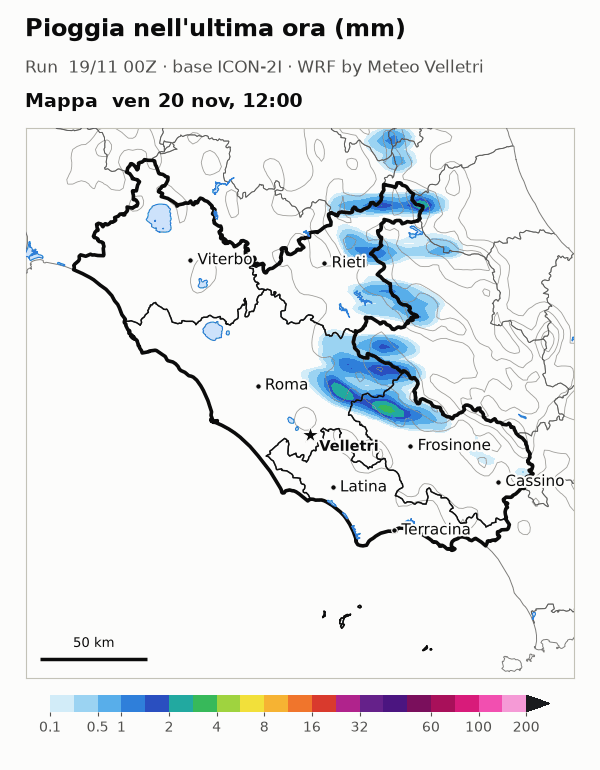 Pioggia nell'ultima ora (mm)
Run  19/11 00Z · base ICON-2I · WRF by Meteo Velletri
Mappa  ven 20 nov, 12:00
Viterbo
Rieti
Roma
Velletri
Frosinone
Latina
Cassino
Terracina
50 km
0.1 0.5 1 2 4 8 16 32 60 100 200